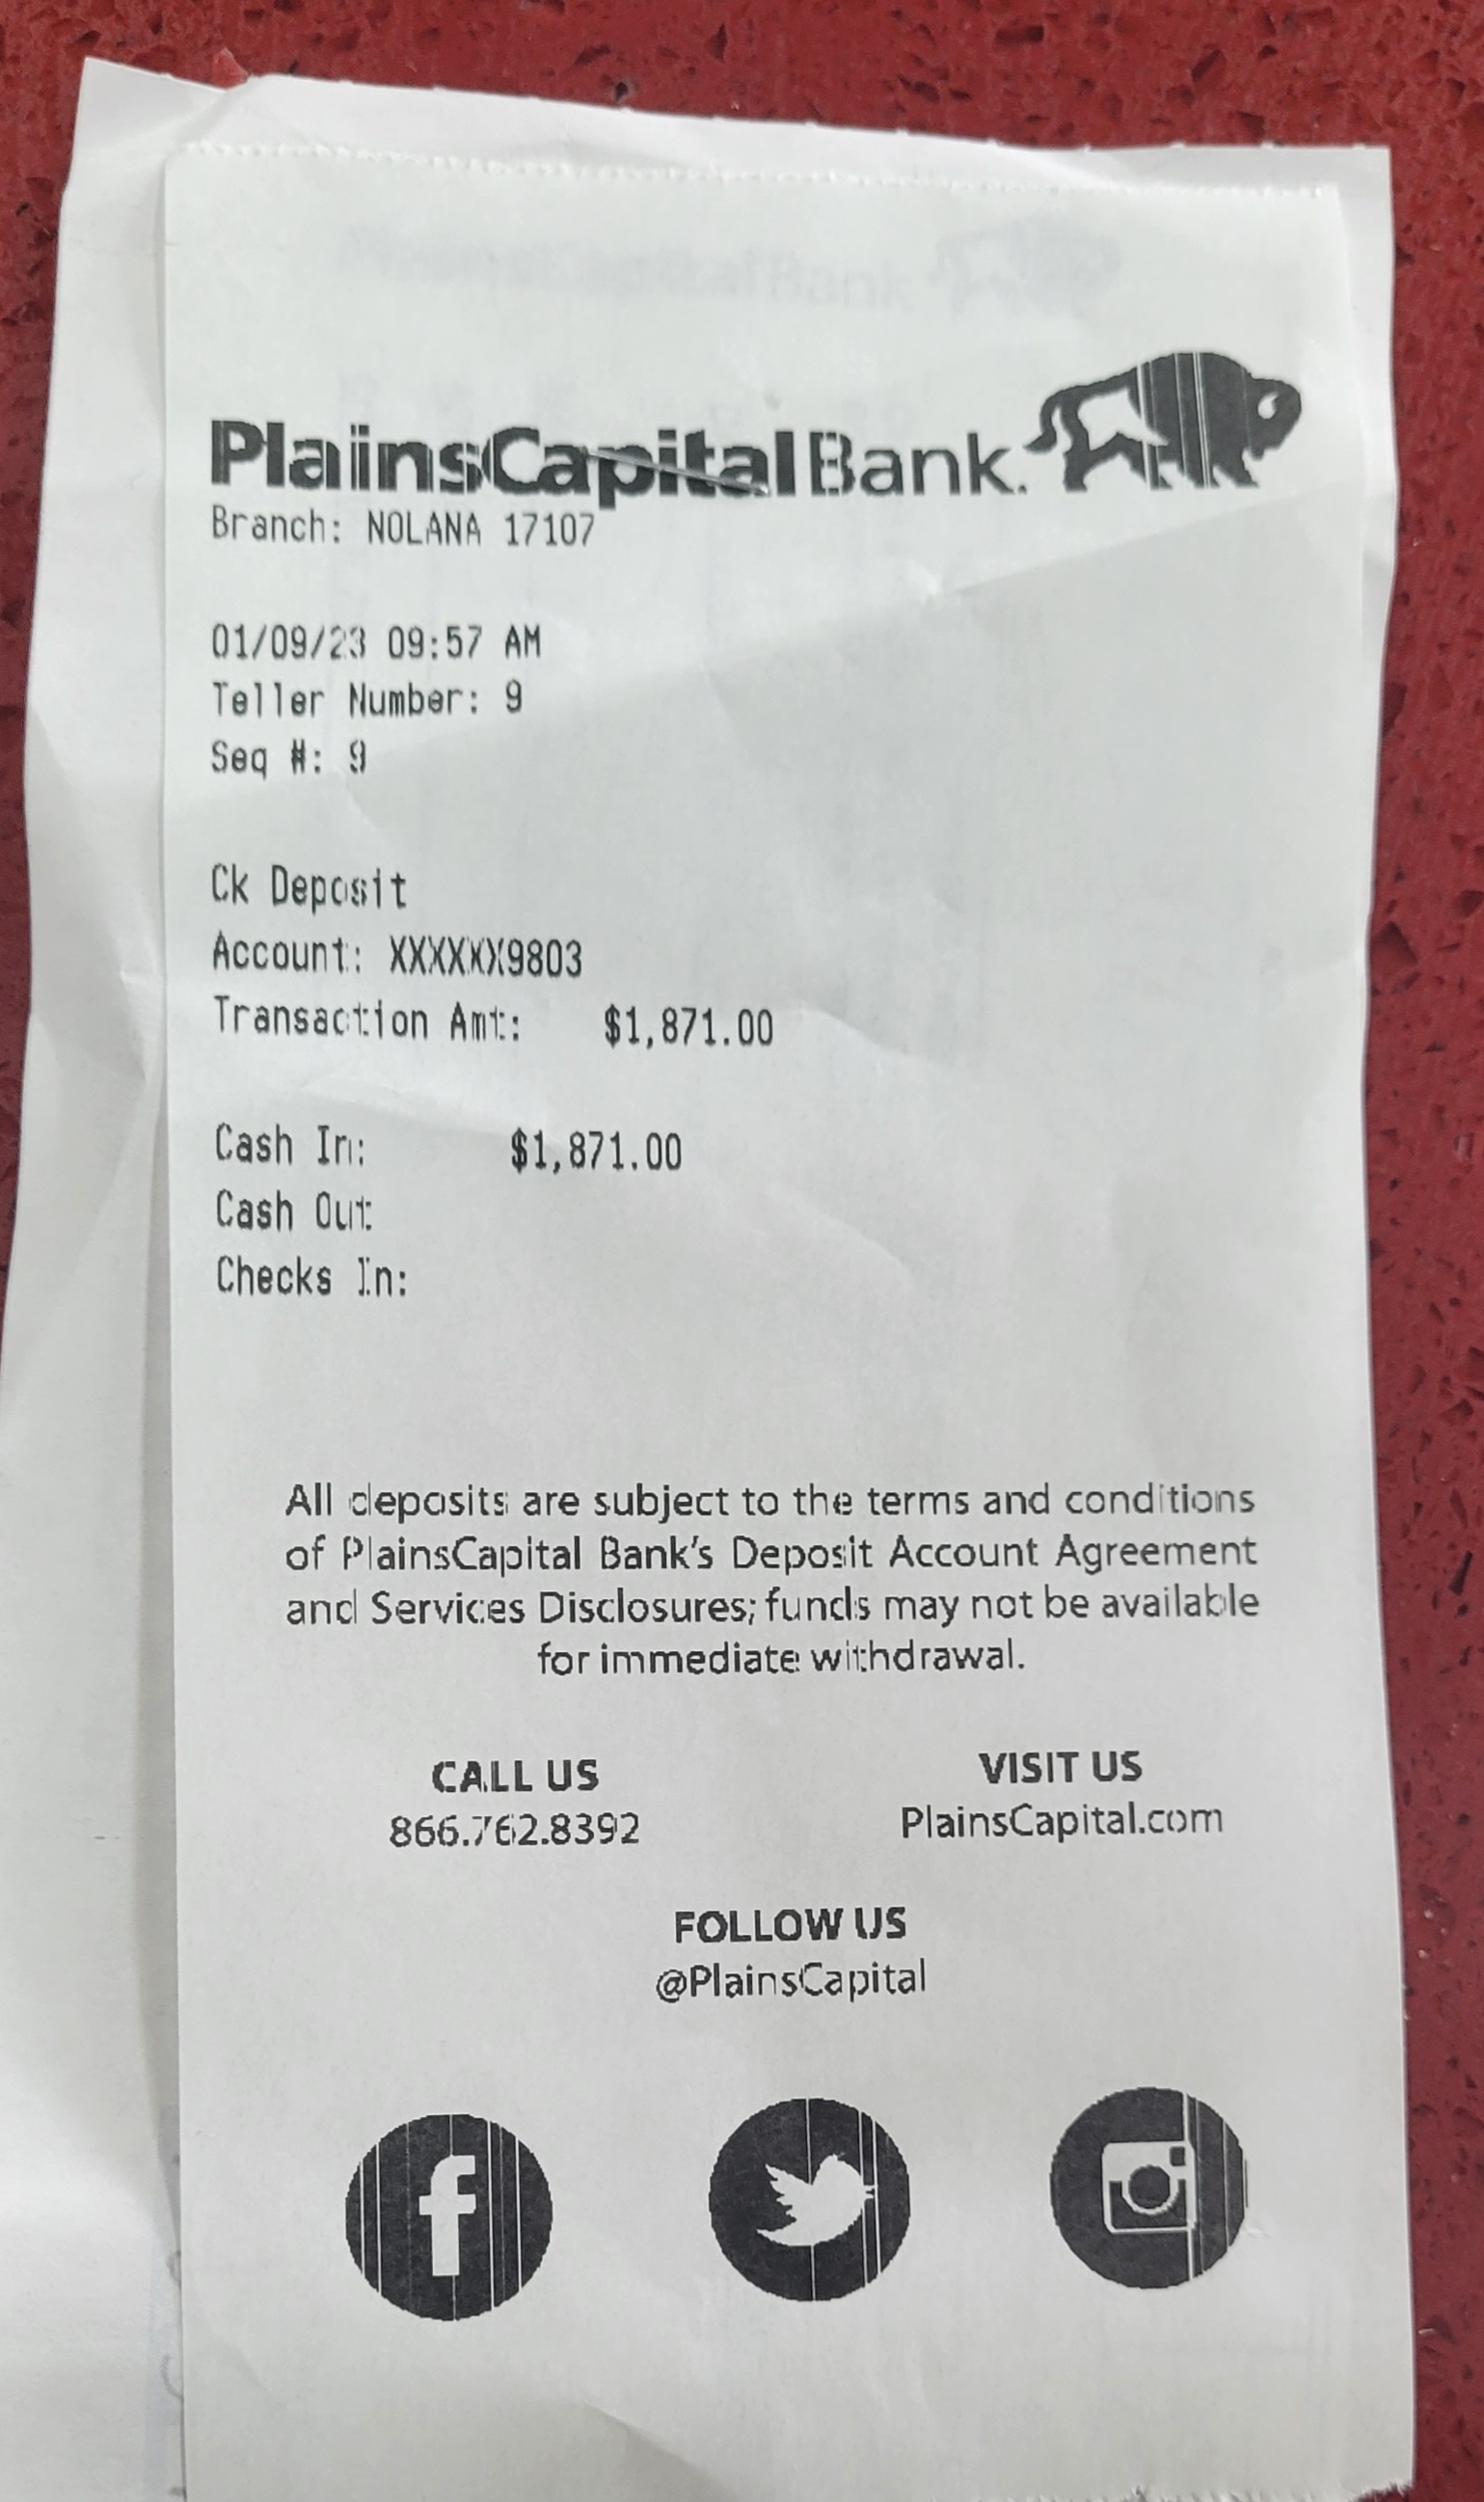 PlainsCapital Bank.
Branch: NOLANA 17107
01/09/23 09:57 AM
Teller Number: 9
Seq #: 9
Ck Deposit
Account: XXXXXX9803
Transaction Amt: $1,871.00
Cash In: $1,871.00
Cash Out:
Checks In:
All deposits are subject to the terms and conditions
of PlainsCapital Bank's Deposit Account Agreement
and Services Disclosures; funds may not be available
for immediate withdrawal.
CALL US
866.762.8392
VISIT US
PlainsCapital.com
FOLLOW US
@PlainsCapital